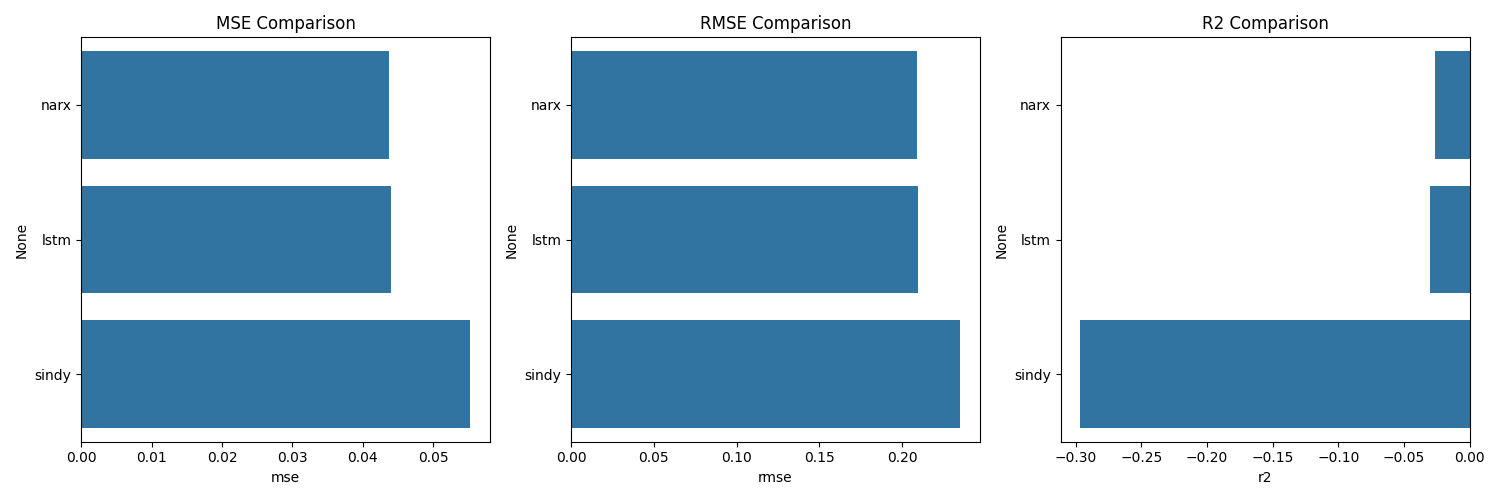 MSE Comparison
narx
lstm
sindy
None
0.00 0.01 0.02 0.03 0.04 0.05
mse
RMSE Comparison
narx
lstm
sindy
None
0.00 0.05 0.10 0.15 0.20
rmse
R2 Comparison
narx
lstm
sindy
None
−0.30 −0.25 −0.20 −0.15 −0.10 −0.05 0.00
r2